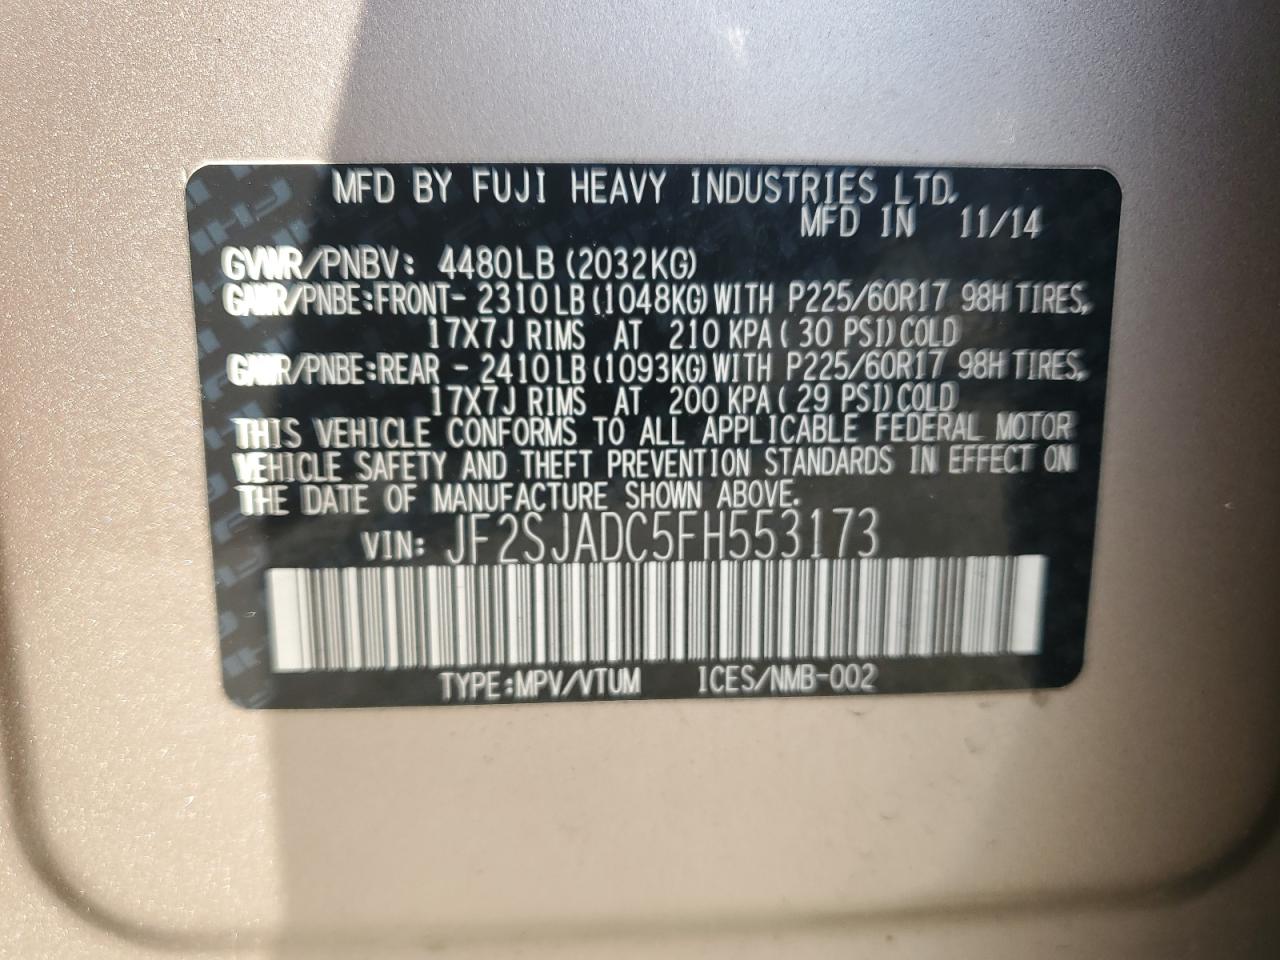 MFD BY FUJI HEAVY INDUSTRIES LTD.
MFD IN 11/14
GVWR/PNBV: 4480LB (2032KG)
GAWR/PNBE:FRONT- 2310LB(1048KG)WITH P225/60R17 98H TIRES,
17X7J RIMS AT 210 KPA( 30 PSI)COLD
GAWR/PNBE:REAR - 2410LB(1093KG)WITH P225/60R17 98H TIRES,
17X7J RIMS AT 200 KPA( 29 PSI)COLD
THIS VEHICLE CONFORMS TO ALL APPLICABLE FEDERAL MOTOR
VEHICLE SAFETY AND THEFT PREVENTION STANDARDS IN EFFECT ON
THE DATE OF MANUFACTURE SHOWN ABOVE.
VIN: JF2SJADC5FH553173
TYPE:MPV/VTUM ICES/NMB-002